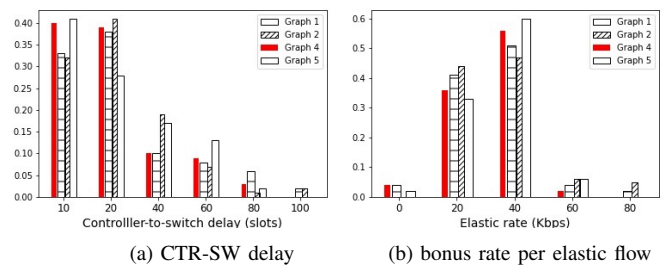 0.40
0.35
0.30
0.25
0.20
0.15
0.10
0.05
0.00
10 20 40 60 80 100
Controlller-to-switch delay (slots)
Graph 1
Graph 2
Graph 4
Graph 5
(a) CTR-SW delay
0.6
0.5
0.4
0.3
0.2
0.1
0.0
0 20 40 60 80
Elastic rate (Kbps)
Graph 1
Graph 2
Graph 4
Graph 5
(b) bonus rate per elastic flow